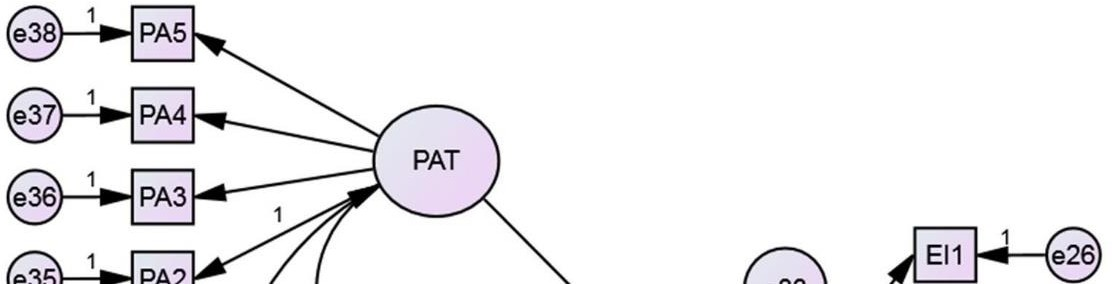 e38 1 PA5
e37 1 PA4
PAT
e36 1 PA3
1
e35 1 PA2
EI1 1 e26